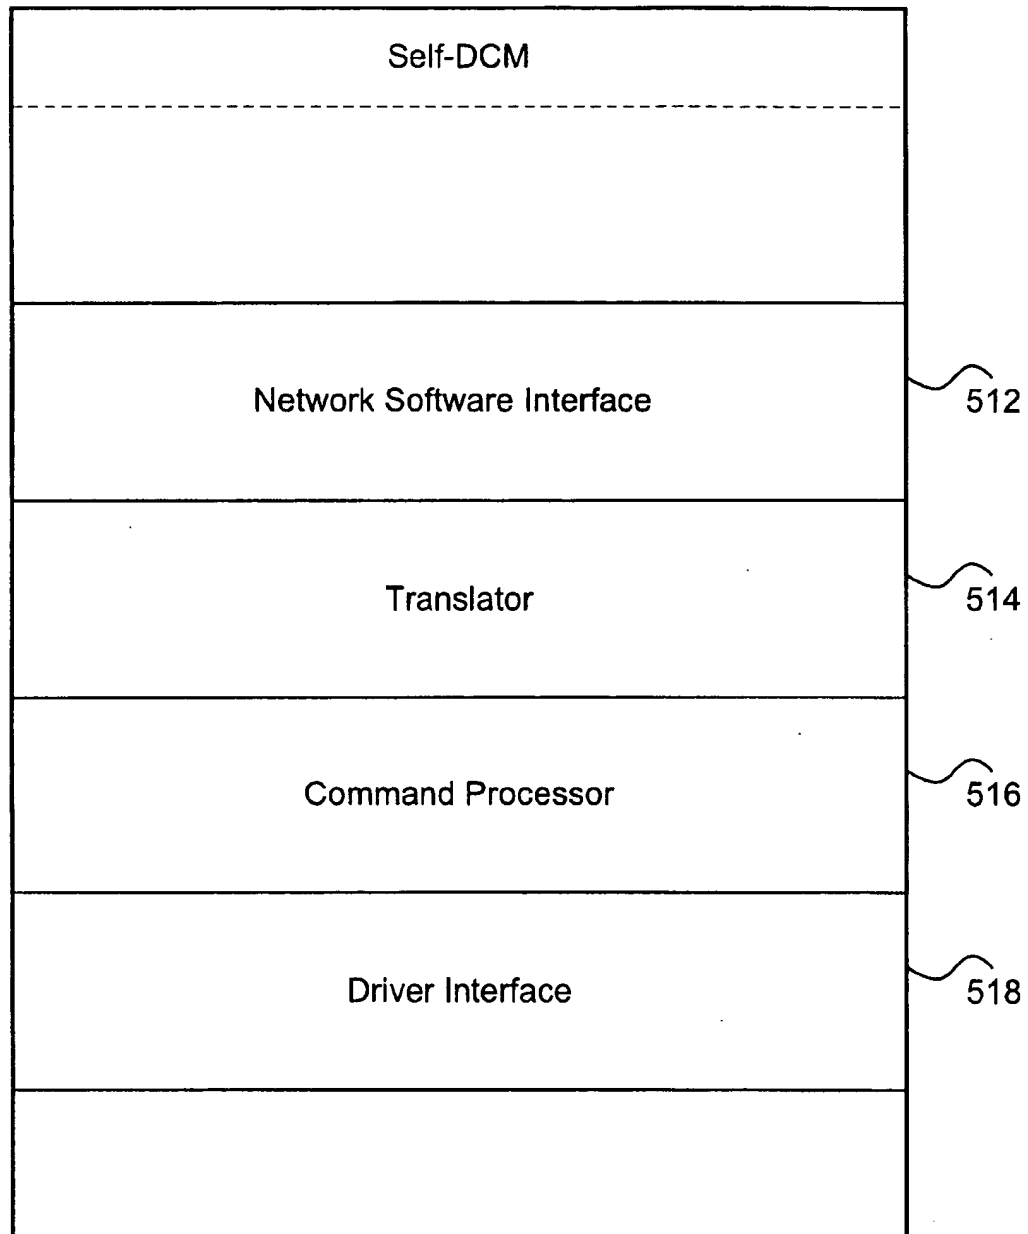 Self-DCM
Network Software Interface
512
Translator
514
Command Processor
516
Driver Interface
518